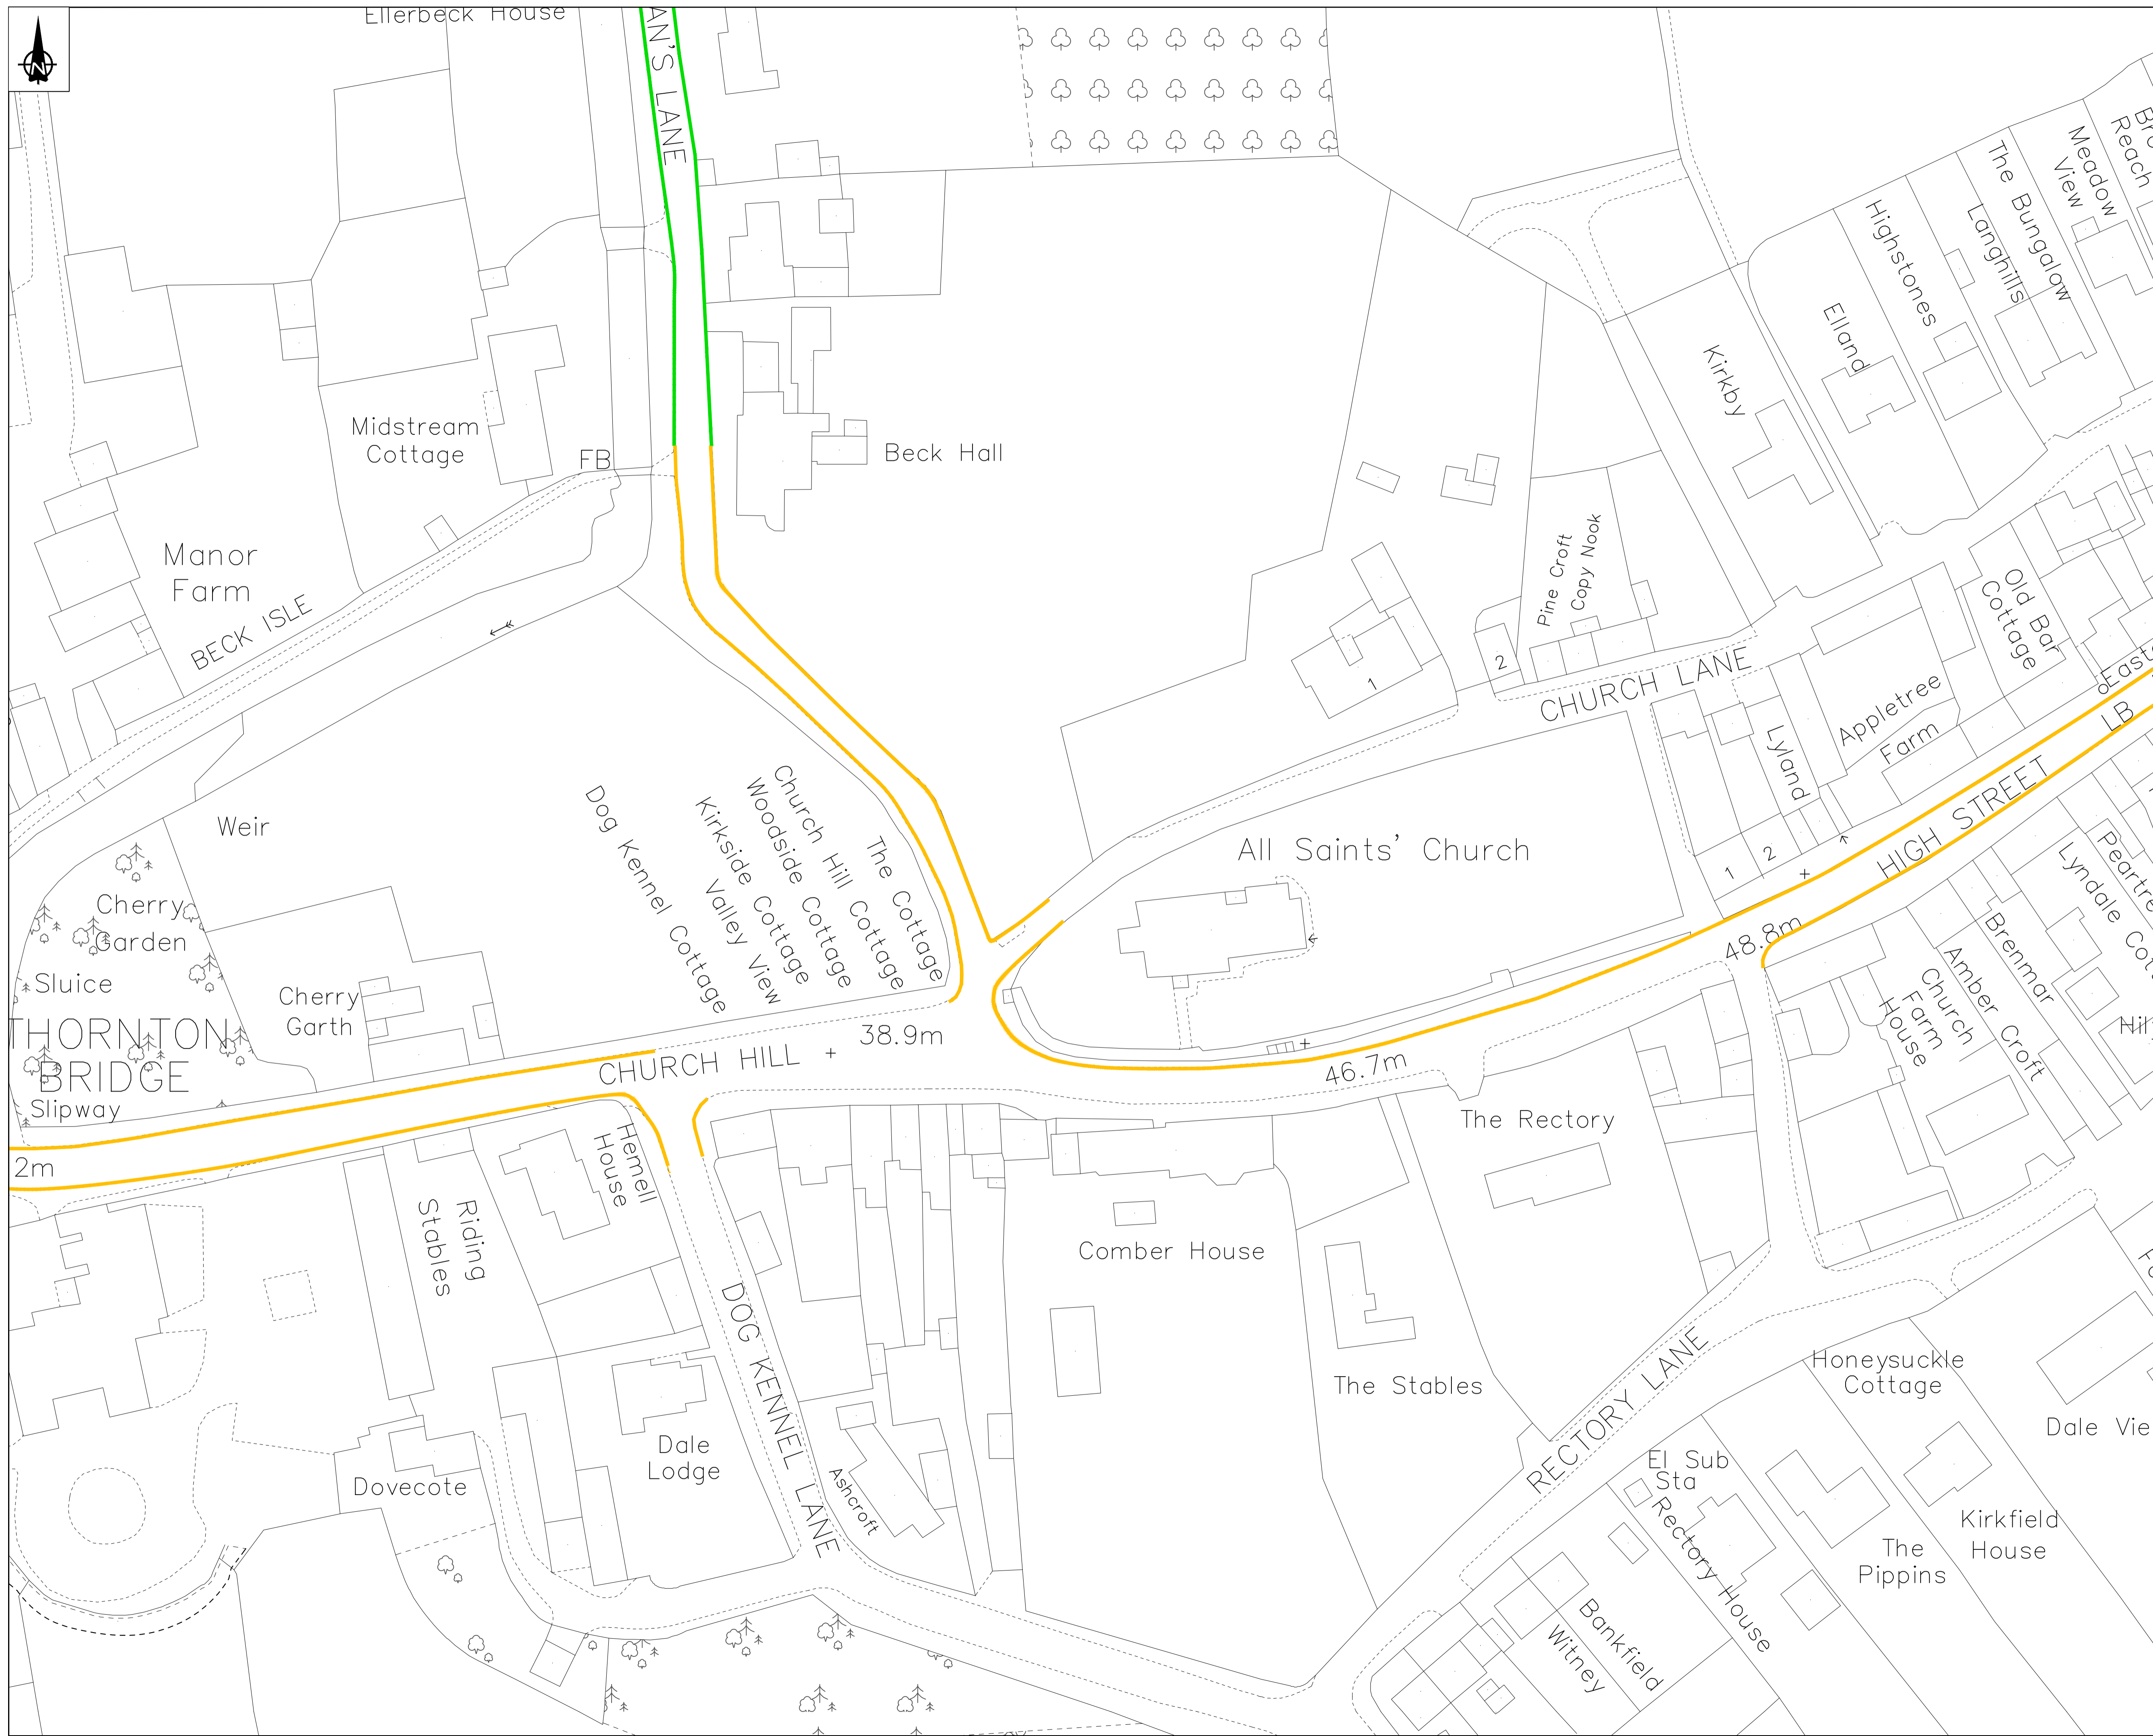 Ellerbeck House
N
AN'S LANE
Meadow
View
Reach
The Bungalow
Langhills
Highstones
Elland
Kirkby
Midstream
Cottage
FB
Beck Hall
Manor
Farm
BECK ISLE
Pine Croft
Copy Nook
2
1
CHURCH LANE
Old Bar
Cottage
Appletree
Farm
Lyland
LB
HIGH STREET
1
2
Weir
Dog Kennel Cottage
Kirkside Cottage
Valley View
Woodside Cottage
Church Hill Cottage
The Cottage
All Saints' Church
Cherry
Garden
Sluice
Cherry
Garth
THORNTON
BRIDGE
Slipway
2m
CHURCH HILL
38.9m
46.7m
48.8m
Lyndale
Brenmar
Amber Croft
Church
Farm
House
The Rectory
Hemell
House
Riding
Stables
Comber House
DOG KENNEL LANE
The Stables
RECTORY LANE
Honeysuckle
Cottage
Dale
Dale
Lodge
Dovecote
Ashcroft
El Sub
Sta
Rectory House
Kirkfield
House
The
Pippins
Bankfield
Witney